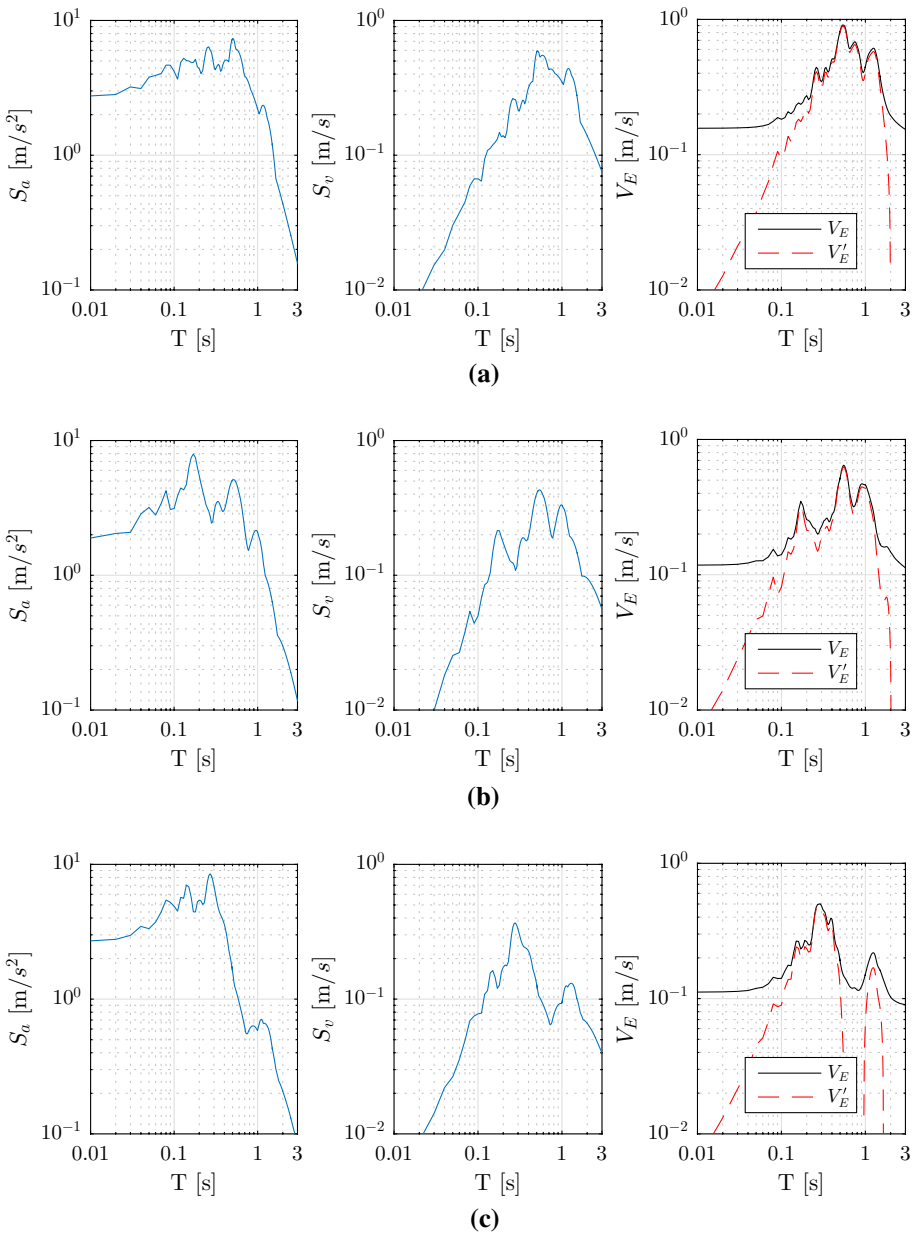 10^1
10^0
10^-1
S_a [m/s^2]
0.01 0.1 1 3
T [s]
10^0
10^-1
10^-2
S_v [m/s]
0.01 0.1 1 3
T [s]
10^0
10^-1
10^-2
V_E [m/s]
V_E
V'_E
0.01 0.1 1 3
T [s]
(a)
10^1
10^0
10^-1
S_a [m/s^2]
0.01 0.1 1 3
T [s]
10^0
10^-1
10^-2
S_v [m/s]
0.01 0.1 1 3
T [s]
10^0
10^-1
10^-2
V_E [m/s]
V_E
V'_E
0.01 0.1 1 3
T [s]
(b)
10^1
10^0
10^-1
S_a [m/s^2]
0.01 0.1 1 3
T [s]
10^0
10^-1
10^-2
S_v [m/s]
0.01 0.1 1 3
T [s]
10^0
10^-1
10^-2
V_E [m/s]
V_E
V'_E
0.01 0.1 1 3
T [s]
(c)